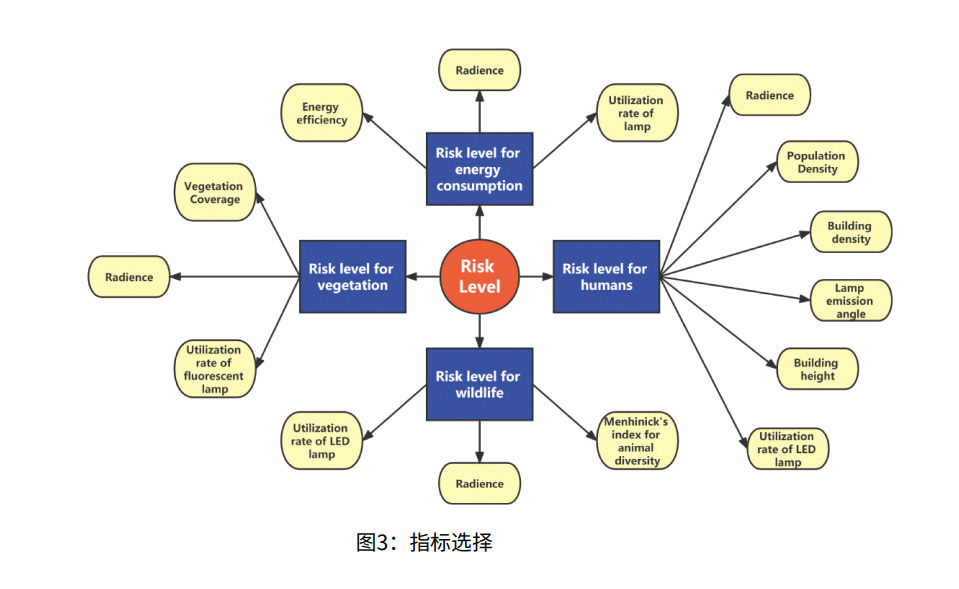 Radience
Energy
efficiency
Utilization
rate of
lamp
Risk level for
energy
consumption
Radience
Population
Density
Building
density
Lamp
emission
angle
Building
height
Utilization
rate of LED
lamp
Risk level for
humans
Risk
Level
Risk level for
vegetation
Vegetation
Coverage
Radience
Utilization
rate of
fluorescent
lamp
Risk level for
wildlife
Utilization
rate of LED
lamp
Radience
Menhinick's
index for
animal
diversity
图3：指标选择